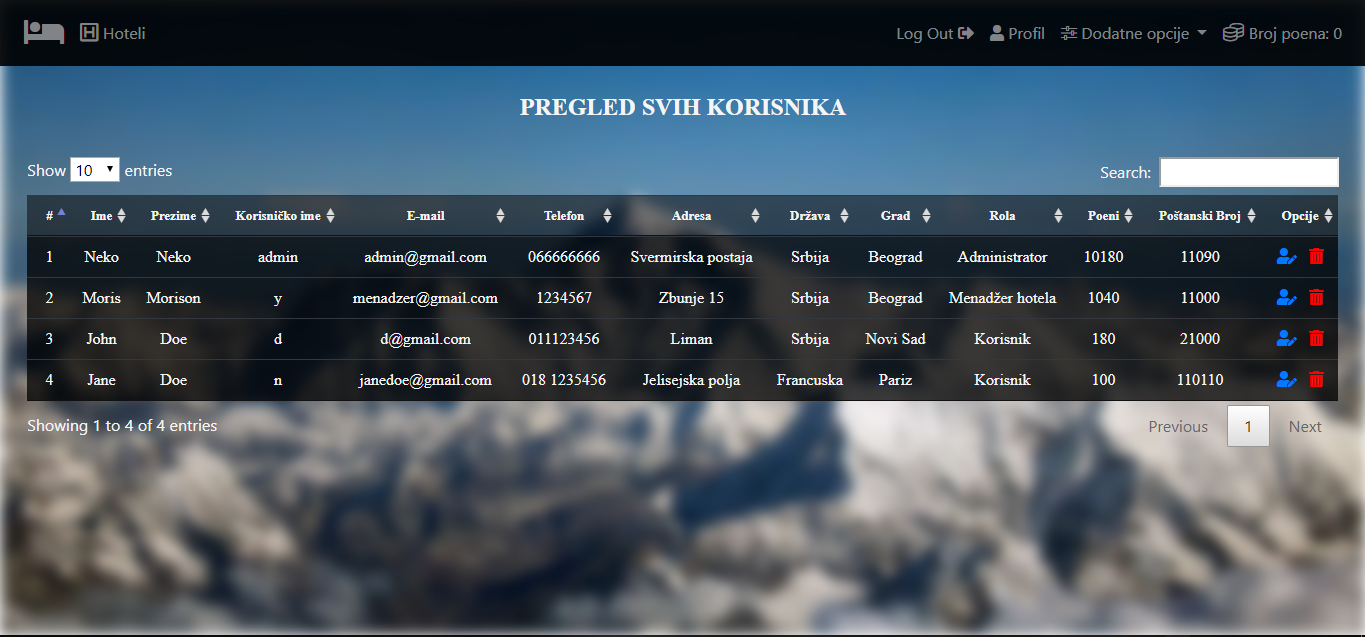 H Hoteli Log Out Profil Dodatne opcije Broj poena: 0
PREGLED SVIH KORISNIKA
Show 10 entries Search:
# Ime Prezime Korisničko ime E-mail Telefon Adresa Država Grad Rola Poeni Poštanski Broj Opcije
1 Neko Neko admin admin@gmail.com 066666666 Svermirska postaja Srbija Beograd Administrator 10180 11090
2 Moris Morison y menadzer@gmail.com 1234567 Zbunje 15 Srbija Beograd Menadžer hotela 1040 11000
3 John Doe d d@gmail.com 011123456 Liman Srbija Novi Sad Korisnik 180 21000
4 Jane Doe n janedoe@gmail.com 018 1235456 Jelisejska polja Francuska Pariz Korisnik 100 110110
Showing 1 to 4 of 4 entries Previous 1 Next